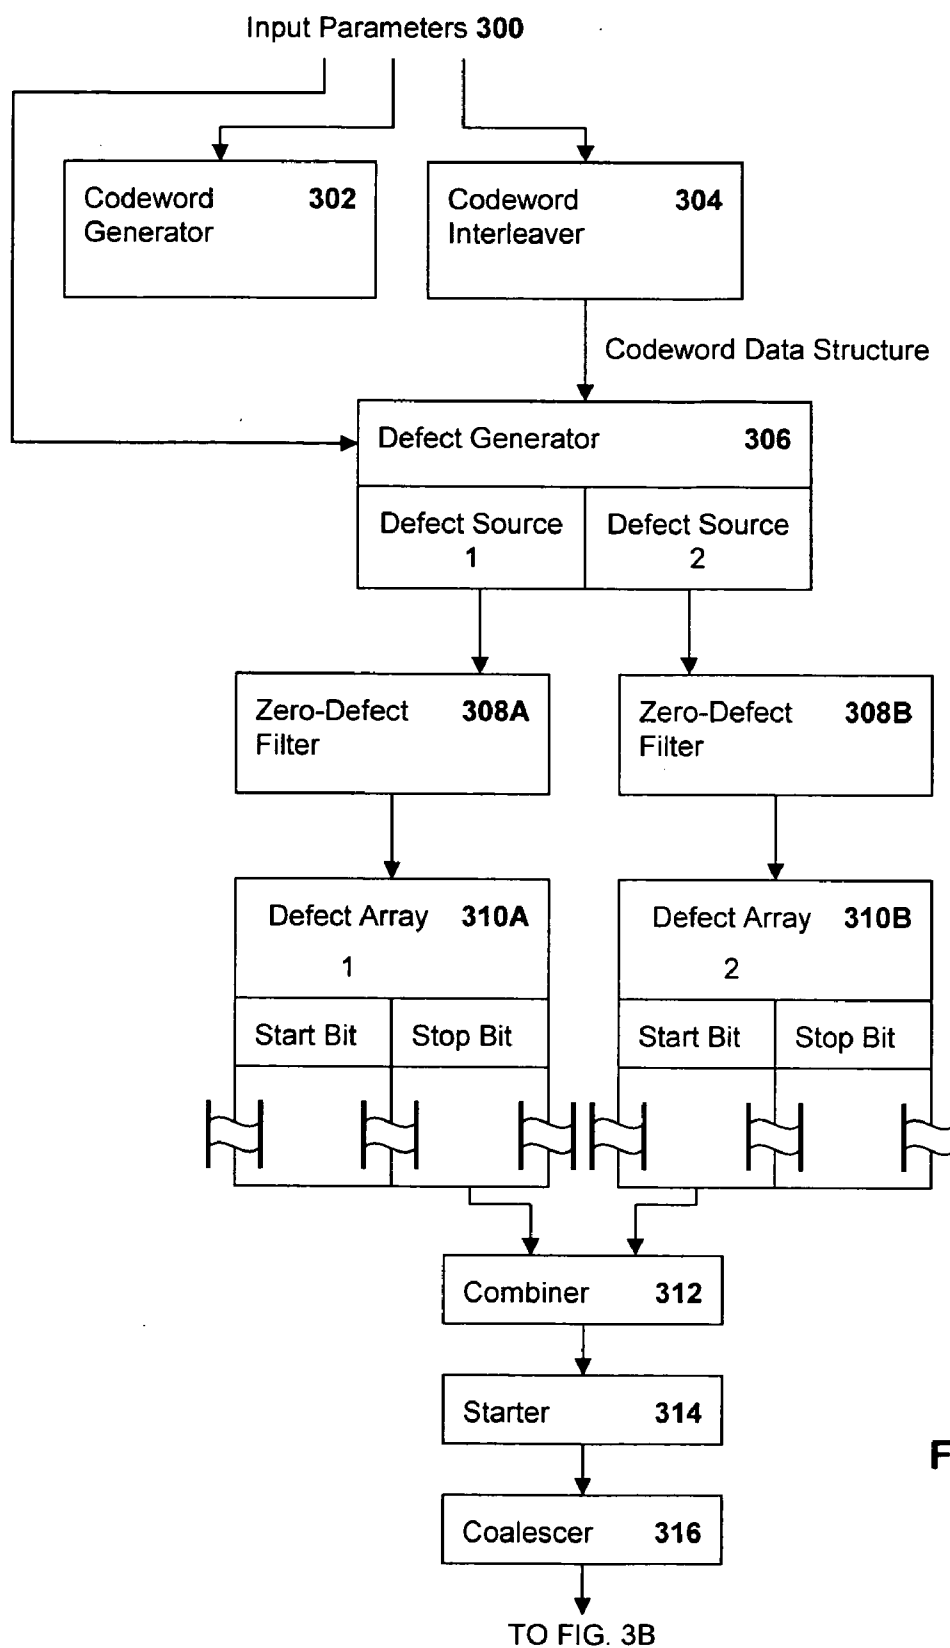 Input Parameters 300
Codeword 302
Generator
Codeword 304
Interleaver
Codeword Data Structure
Defect Generator 306
Defect Source
1
Defect Source
2
Zero-Defect 308A
Filter
Zero-Defect 308B
Filter
Defect Array 310A
1
Defect Array 310B
2
Start Bit
Stop Bit
Start Bit
Stop Bit
Combiner 312
Starter 314
F
Coalescer 316
TO FIG. 3B